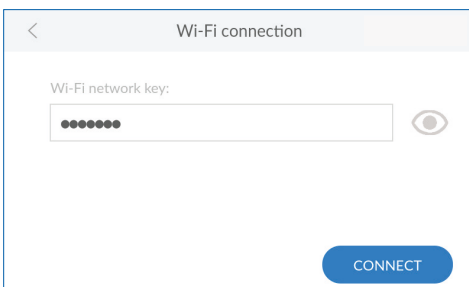 Wi-Fi connection
Wi-Fi network key:
●●●●●●●
CONNECT